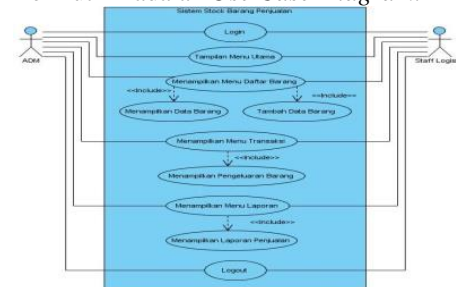 Sistem Stock Barang Penjualan
Login
ADM
Staff Logis
Tampilan Menu Utama
Menampilkan Menu Daftar Barang
<<Include>>
<<Include>>
Menampilkan Data Barang
Tambah Data Barang
Menampilkan Menu Transaksi
<<Include>>
Menampilkan Pengeluaran Barang
Menampilkan Menu Laporan
<<Include>>
Menampilkan Laporan Penjualan
Logout